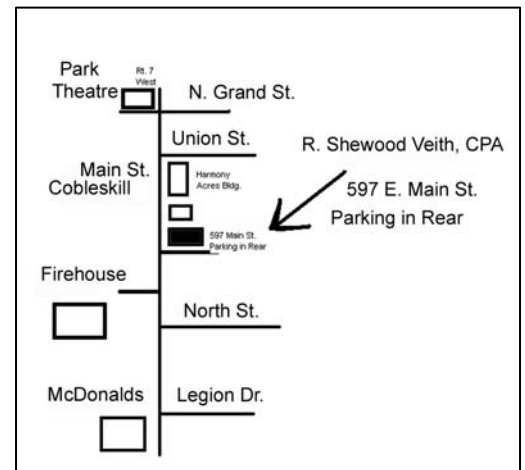 Park
Theatre
Rt. 7
West
N. Grand St.
Union St.
R. Shewood Veith, CPA
Main St.
Cobleskill
Harmony
Acres Bldg.
597 E. Main St.
Parking in Rear
597 Main St.
Parking in Rear
Firehouse
North St.
McDonalds
Legion Dr.